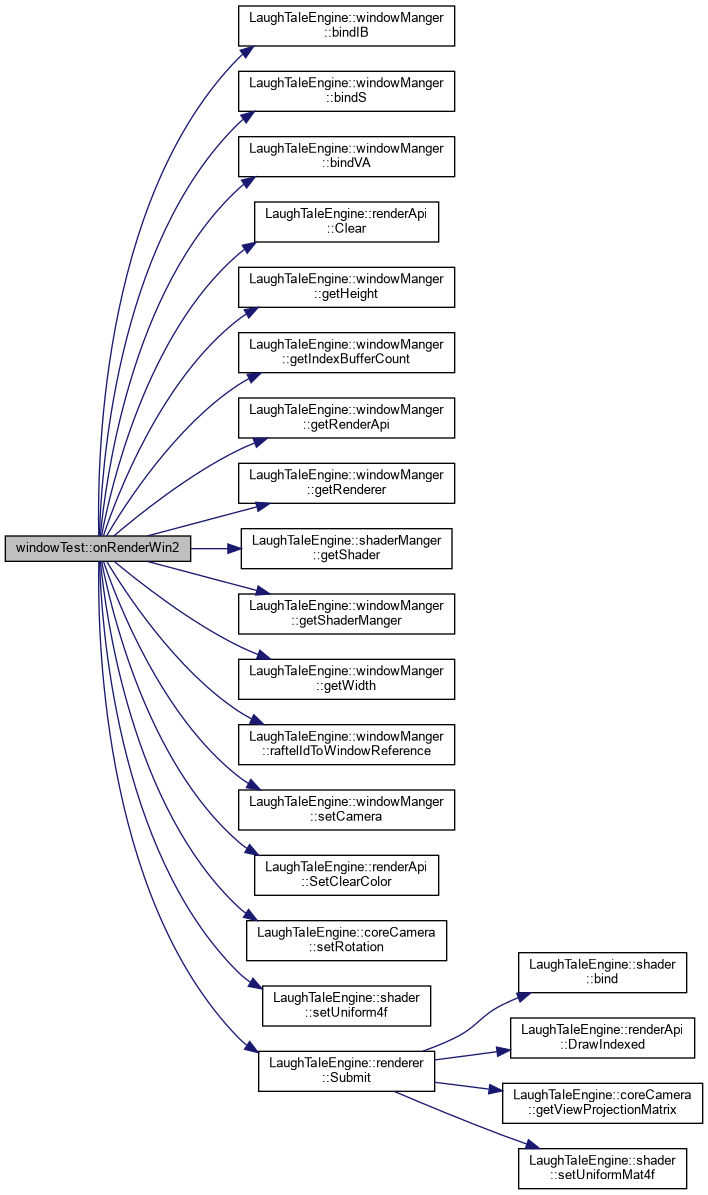 LaughTaleEngine::windowManger
::bindIB
LaughTaleEngine::windowManger
::bindS
LaughTaleEngine::windowManger
::bindVA
LaughTaleEngine::renderApi
::Clear
LaughTaleEngine::windowManger
::getHeight
LaughTaleEngine::windowManger
::getIndexBufferCount
LaughTaleEngine::windowManger
::getRenderApi
LaughTaleEngine::windowManger
::getRenderer
windowTest::onRenderWin2
LaughTaleEngine::shaderManger
::getShader
LaughTaleEngine::windowManger
::getShaderManger
LaughTaleEngine::windowManger
::getWidth
LaughTaleEngine::windowManger
::raftelIdToWindowReference
LaughTaleEngine::windowManger
::setCamera
LaughTaleEngine::renderApi
::SetClearColor
LaughTaleEngine::coreCamera
::setRotation
LaughTaleEngine::shader
::setUniform4f
LaughTaleEngine::renderer
::Submit
LaughTaleEngine::shader
::bind
LaughTaleEngine::renderApi
::DrawIndexed
LaughTaleEngine::coreCamera
::getViewProjectionMatrix
LaughTaleEngine::shader
::setUniformMat4f